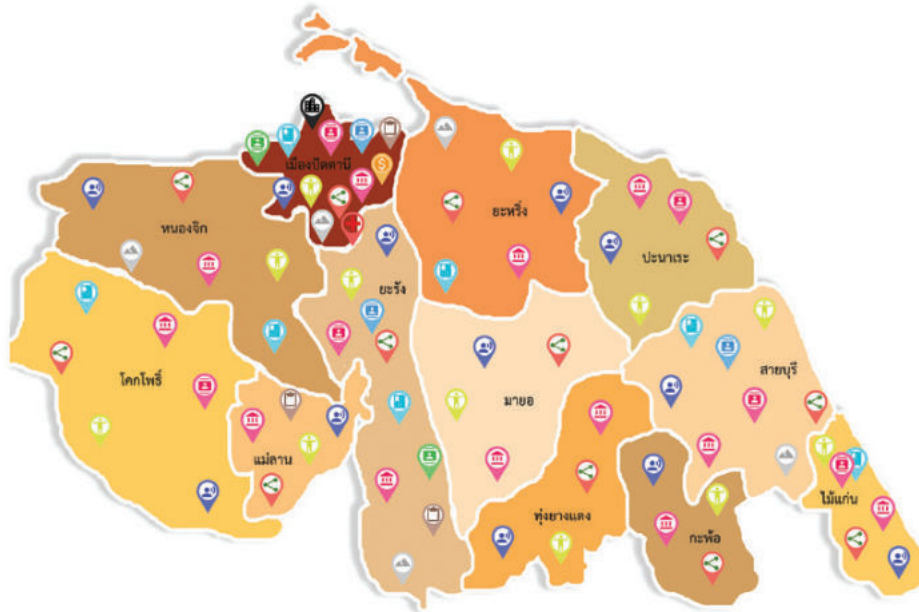 เมืองปัตตานี
หนองจิก
ยะหริ่ง
ปะนาเระ
ยะรัง
โคกโพธิ์
มายอ
สายบุรี
แม่ลาน
ทุ่งยางแดง
กะพ้อ
ไม้แก่น